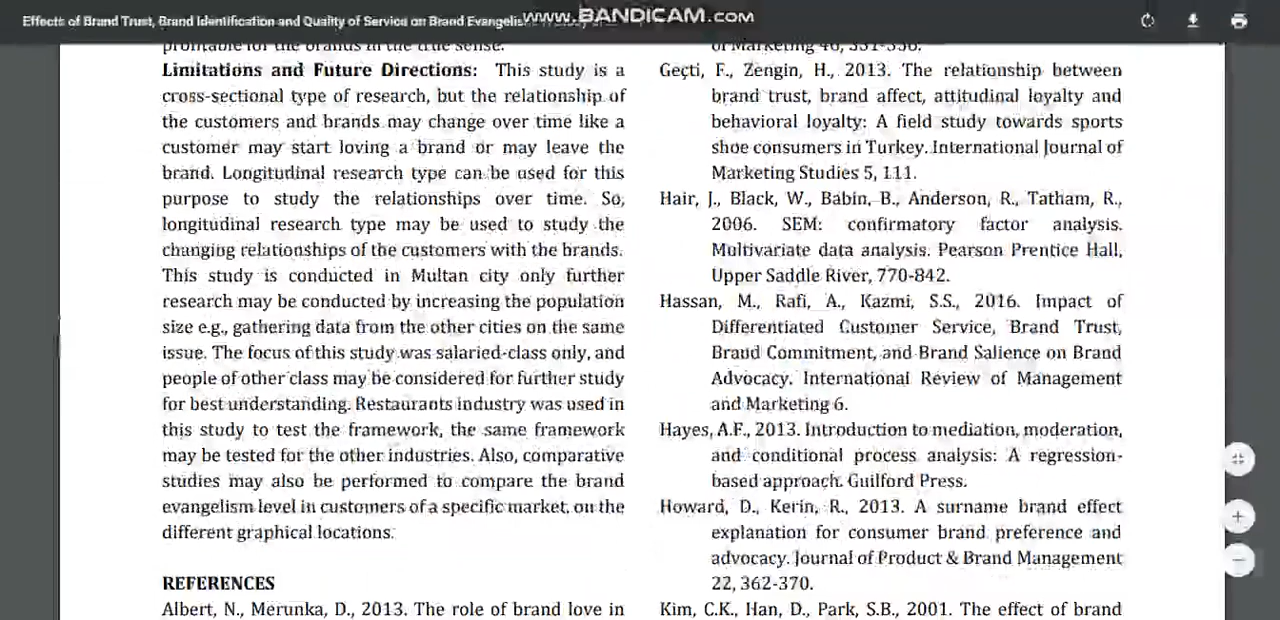 Effects of Brand Trust, Brand Identification and Quality of Service on Brand Evangelis
www.BANDICAM.com
profitable for the brands in the true sense.
Limitations and Future Directions: This study is a
cross-sectional type of research, but the relationship of
the customers and brands may change over time like a
customer may start loving a brand or may leave the
brand. Longitudinal research type can be used for this
purpose to study the relationships over time. So,
longitudinal research type may be used to study the
changing relationships of the customers with the brands.
This study is conducted in Multan city only further
research may be conducted by increasing the population
size e.g., gathering data from the other cities on the same
issue. The focus of this study was salaried-class only, and
people of other class may be considered for further study
for best understanding. Restaurants industry was used in
this study to test the framework, the same framework
may be tested for the other industries. Also, comparative
studies may also be performed to compare the brand
evangelism level in customers of a specific market, on the
different graphical locations.
REFERENCES
Albert, N., Merunka, D., 2013. The role of brand love in
of Marketing 46, 331-336.
Geçti, F., Zengin, H., 2013. The relationship between
brand trust, brand affect, attitudinal loyalty and
behavioral loyalty: A field study towards sports
shoe consumers in Turkey. International Journal of
Marketing Studies 5, 111.
Hair, J., Black, W., Babin, B., Anderson, R., Tatham, R.,
2006. SEM: confirmatory factor analysis.
Multivariate data analysis. Pearson Prentice Hall,
Upper Saddle River, 770-842.
Hassan, M., Rafi, A., Kazmi, S.S., 2016. Impact of
Differentiated Customer Service, Brand Trust,
Brand Commitment, and Brand Salience on Brand
Advocacy. International Review of Management
and Marketing 6.
Hayes, A.F., 2013. Introduction to mediation, moderation,
and conditional process analysis: A regression-
based approach. Guilford Press.
Howard, D., Kerin, R., 2013. A surname brand effect
explanation for consumer brand preference and
advocacy. Journal of Product & Brand Management
22, 362-370.
Kim, C.K., Han, D., Park, S.B., 2001. The effect of brand